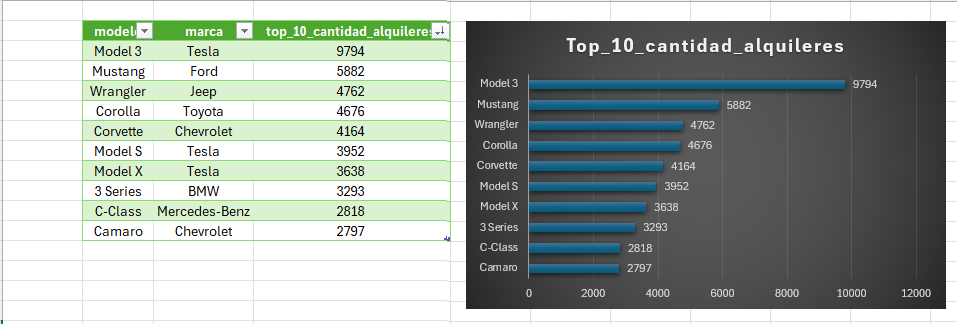 model marca top_10_cantidad_alquileres
Model 3 Tesla 9794
Mustang Ford 5882
Wrangler Jeep 4762
Corolla Toyota 4676
Corvette Chevrolet 4164
Model S Tesla 3952
Model X Tesla 3638
3 Series BMW 3293
C-Class Mercedes-Benz 2818
Camaro Chevrolet 2797
Top_10_cantidad_alquileres
Model 3 9794
Mustang 5882
Wrangler 4762
Corolla 4676
Corvette 4164
Model S 3952
Model X 3638
3 Series 3293
C-Class 2818
Camaro 2797
0 2000 4000 6000 8000 10000 12000